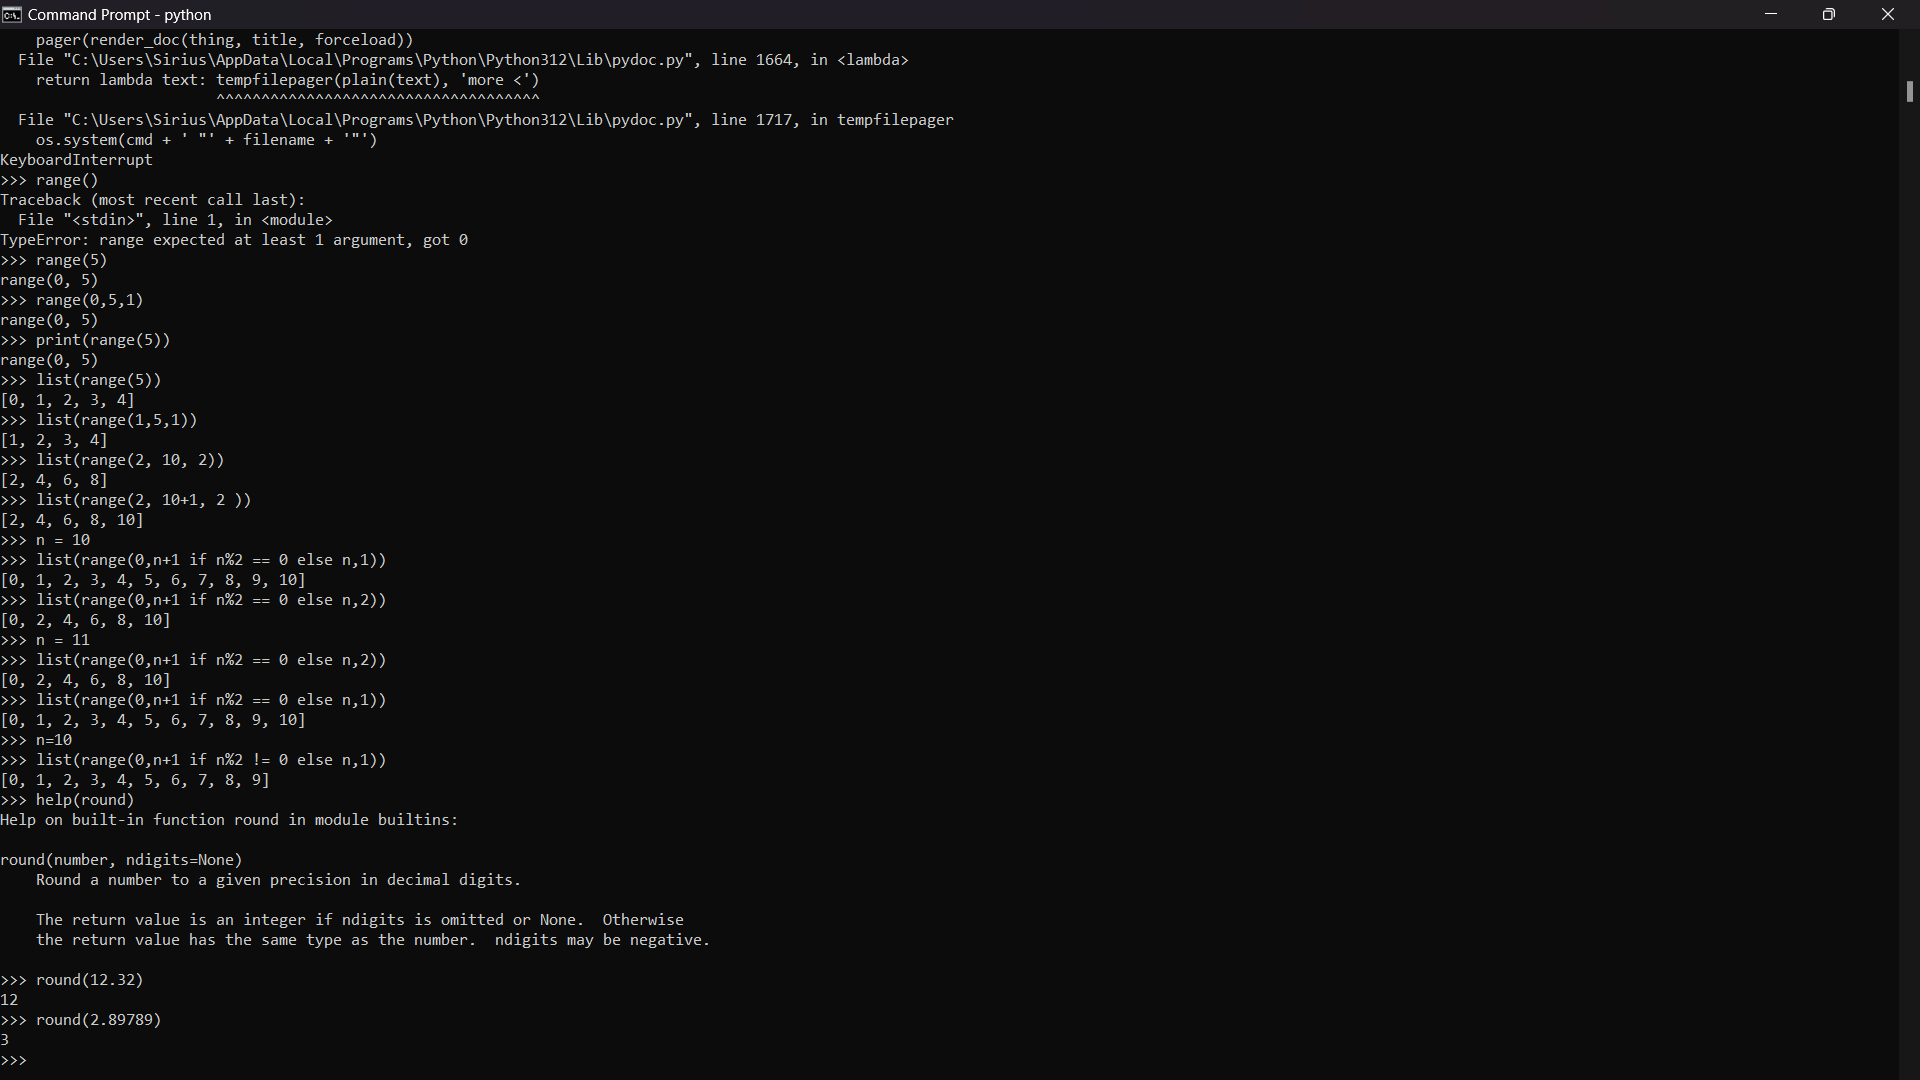 Command Prompt - python
    pager(render_doc(thing, title, forceload))
  File "C:\Users\Sirius\AppData\Local\Programs\Python\Python312\Lib\pydoc.py", line 1664, in <lambda>
    return lambda text: tempfilepager(plain(text), 'more <')
                        ^^^^^^^^^^^^^^^^^^^^^^^^^^^^^^^^^^^^
  File "C:\Users\Sirius\AppData\Local\Programs\Python\Python312\Lib\pydoc.py", line 1717, in tempfilepager
    os.system(cmd + ' "' + filename + '"')
KeyboardInterrupt
>>> range()
Traceback (most recent call last):
  File "<stdin>", line 1, in <module>
TypeError: range expected at least 1 argument, got 0
>>> range(5)
range(0, 5)
>>> range(0,5,1)
range(0, 5)
>>> print(range(5))
range(0, 5)
>>> list(range(5))
[0, 1, 2, 3, 4]
>>> list(range(1,5,1))
[1, 2, 3, 4]
>>> list(range(2, 10, 2))
[2, 4, 6, 8]
>>> list(range(2, 10+1, 2 ))
[2, 4, 6, 8, 10]
>>> n = 10
>>> list(range(0,n+1 if n%2 == 0 else n,1))
[0, 1, 2, 3, 4, 5, 6, 7, 8, 9, 10]
>>> list(range(0,n+1 if n%2 == 0 else n,2))
[0, 2, 4, 6, 8, 10]
>>> n = 11
>>> list(range(0,n+1 if n%2 == 0 else n,2))
[0, 2, 4, 6, 8, 10]
>>> list(range(0,n+1 if n%2 == 0 else n,1))
[0, 1, 2, 3, 4, 5, 6, 7, 8, 9, 10]
>>> n=10
>>> list(range(0,n+1 if n%2 != 0 else n,1))
[0, 1, 2, 3, 4, 5, 6, 7, 8, 9]
>>> help(round)
Help on built-in function round in module builtins:

round(number, ndigits=None)
    Round a number to a given precision in decimal digits.

    The return value is an integer if ndigits is omitted or None.  Otherwise
    the return value has the same type as the number.  ndigits may be negative.

>>> round(12.32)
12
>>> round(2.89789)
3
>>>